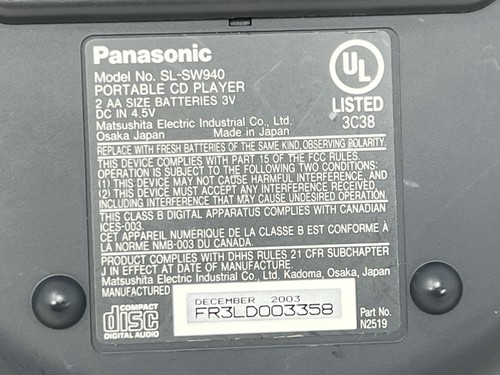 Panasonic
Model No. SL-SW940
PORTABLE CD PLAYER
2 AA SIZE BATTERIES 3V
DC IN 4.5V
Matsushita Electric Industrial Co., Ltd.
Osaka Japan Made in Japan
UL
LISTED
3C38
REPLACE WITH FRESH BATTERIES OF THE SAME KIND, OBSERVING POLARITY.
THIS DEVICE COMPLIES WITH PART 15 OF THE FCC RULES.
OPERATION IS SUBJECT TO THE FOLLOWING TWO CONDITIONS:
(1) THIS DEVICE MAY NOT CAUSE HARMFUL INTERFERENCE, AND
(2) THIS DEVICE MUST ACCEPT ANY INTERFERENCE RECEIVED,
INCLUDING INTERFERENCE THAT MAY CAUSE UNDESIRED OPERATION.
THIS CLASS B DIGITAL APPARATUS COMPLIES WITH CANADIAN
ICES-003.
CET APPAREIL NUMÉRIQUE DE LA CLASSE B EST CONFORME À
LA NORME NMB-003 DU CANADA.
PRODUCT COMPLIES WITH DHHS RULES 21 CFR SUBCHAPTER
J IN EFFECT AT DATE OF MANUFACTURE.
Matsushita Electric Industrial Co., Ltd. Kadoma, Osaka, Japan
MANUFACTURED
DECEMBER 2003
FR3LD003358
COMPACT
disc
DIGITAL AUDIO
Part No.
N2519